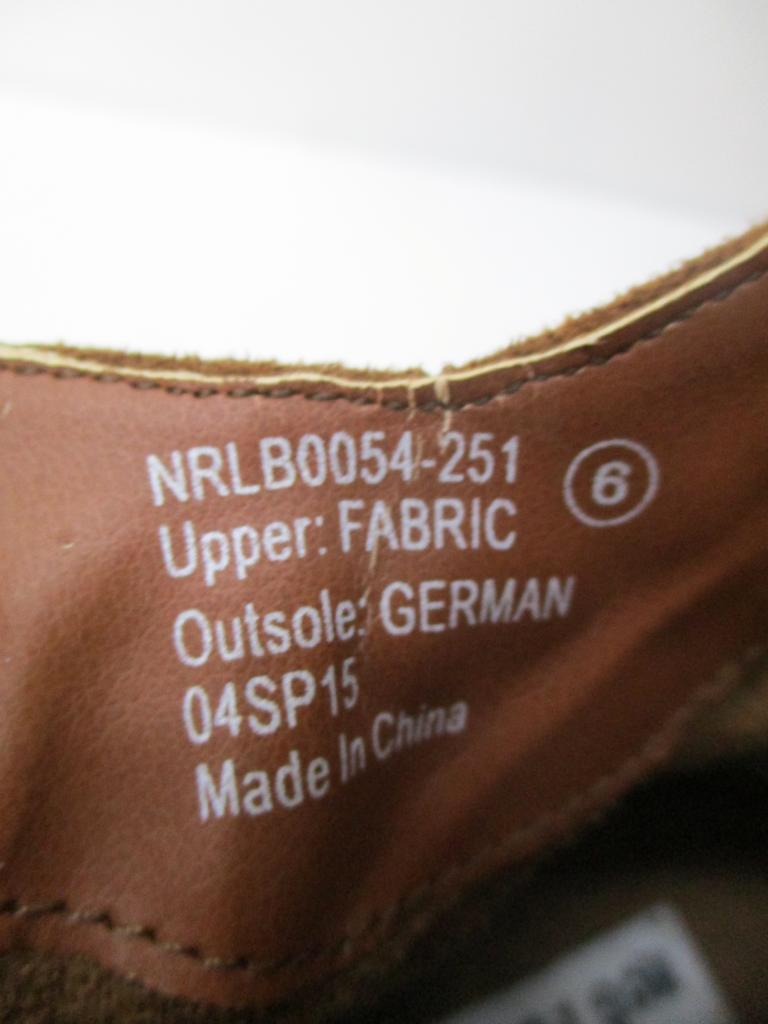 NRLB0054-251 6
Upper: FABRIC
Outsole: GERMAN
04SP15
Made In China